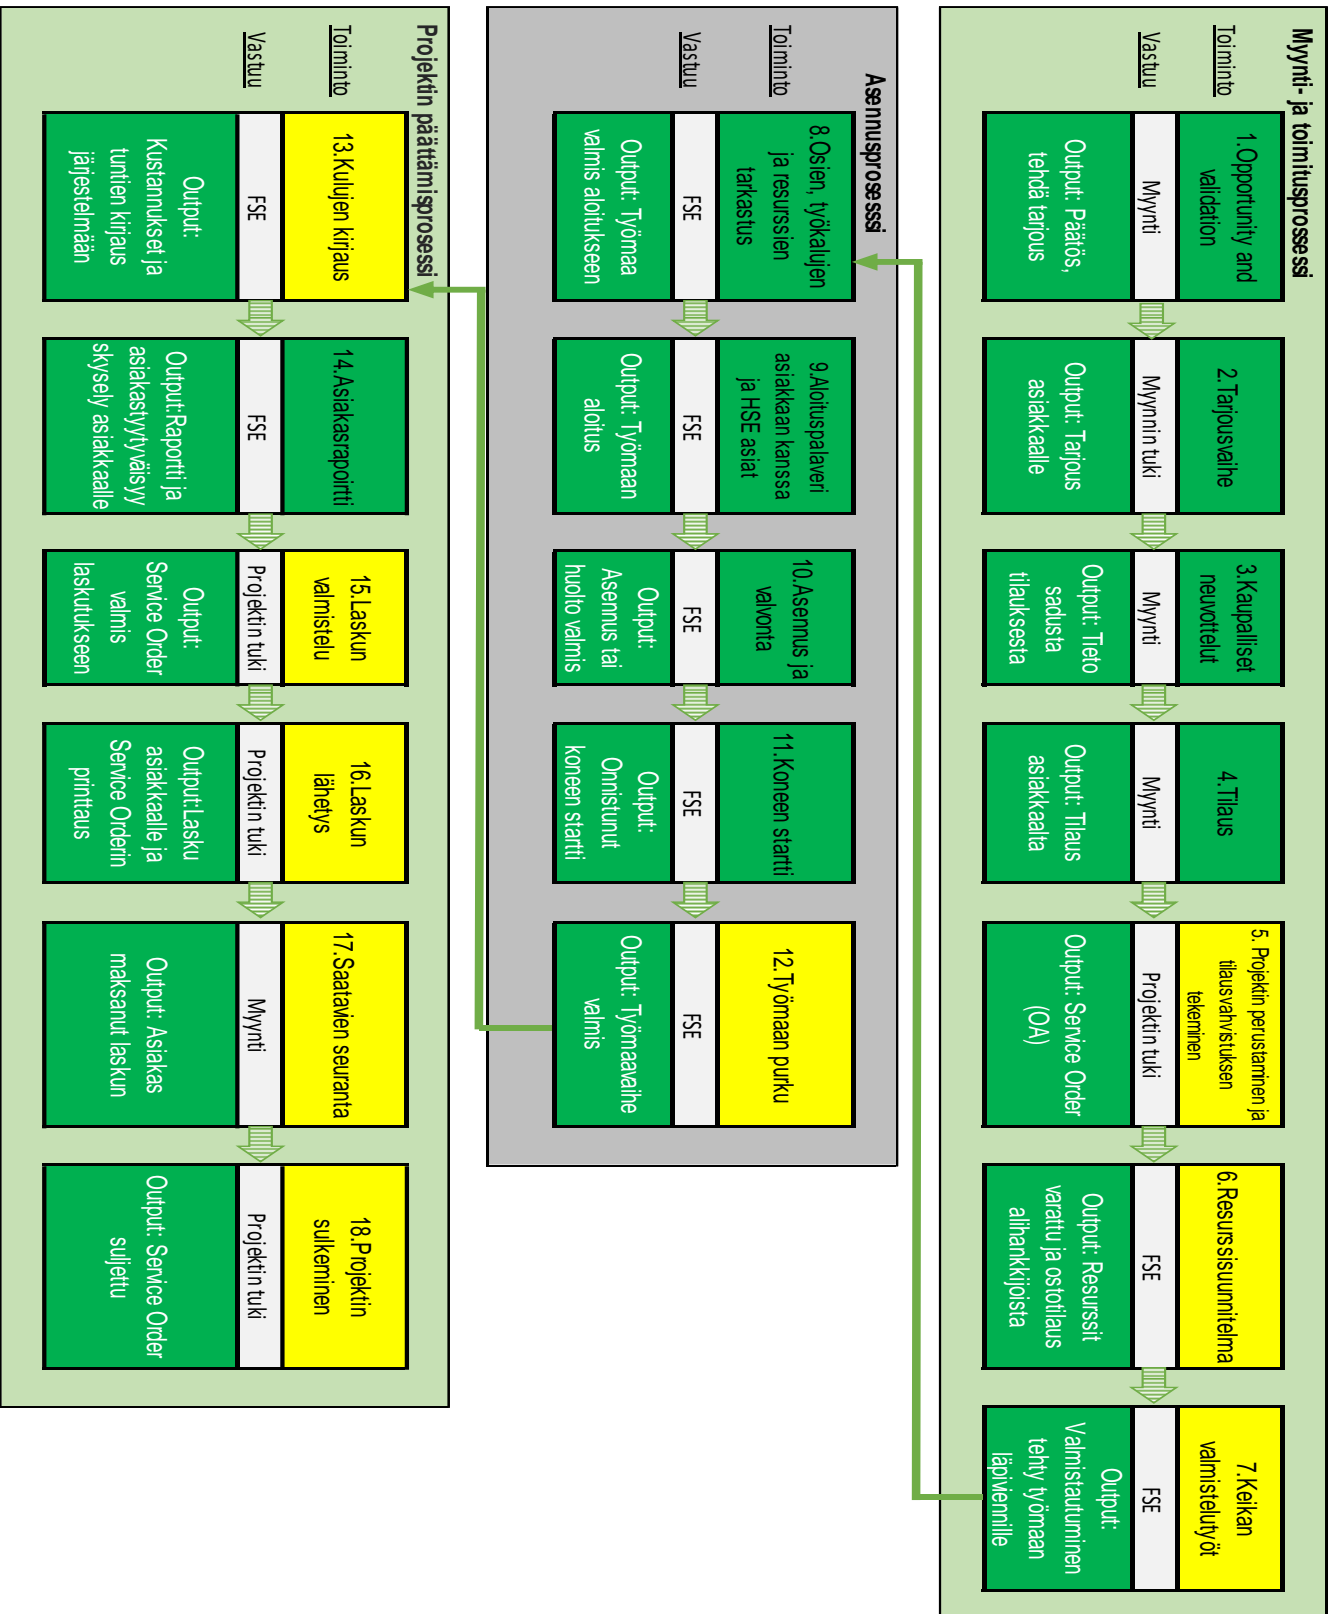 Myynti- ja toimitusprossessi
Toiminto
Vastuu
1.Opportunity and
validation
Myynti
Output: Päätös,
tehdä tarjous
2.Tarjousvaihe
Myynnin tuki
Output: Tarjous
asiakkaalle
3.Kaupalliset
neuvottelut
Myynti
Output: Tieto
sadusta
tilauksesta
4.Tilaus
Myynti
Output: Tilaus
asiakkaalta
5. Projektin perustaminen ja
tilausvahvistuksen
tekeminen
Projektin tuki
Output: Service Order
(OA)
6.Resurssisuunnitelma
FSE
Output: Resurssit
varattu ja ostotilaus
alihankkijoista
7.Keikan
valmistelutyöt
FSE
Output:
Valmistautuminen
tehty työmaan
läpiviennille
Asennusprosesssi
Toiminto
Vastuu
8.Osien, työkalujen
ja resurssien
tarkastus
FSE
Output: Työmaa
valmis aloitukseen
9.Aloituspalaveri
asiakkaan kanssa
ja HSE asiat
FSE
Output: Työmaan
aloitus
10.Asennus ja
valvonta
FSE
Output:
Asennus tai
huolto valmis
11.Koneen startti
FSE
Output:
Onnistunut
koneen startti
12.Työmaan purku
FSE
Output: Työmaavaihe
valmis
Projektin päättämisprosessi
Toiminto
Vastuu
13.Kulujen kirjaus
FSE
Output:
Kustannukset ja
tuntien kirjaus
järjestelmään
14.Asiakasrapoirtti
FSE
Output:Raportti ja
asiakastyytyväisyy
skysely asiakkaalle
15.Laskun
valmistelu
Projektin tuki
Output:
Service Order
valmis
laskutukseen
16.Laskun
lähetys
Projektin tuki
Output:Lasku
asiakkaalle ja
Service Orderin
printtaus
17.Saatavien seuranta
Myynti
Output: Asiakas
maksanut laskun
18.Projektin
sulkeminen
Projektin tuki
Output: Service Order
suljettu